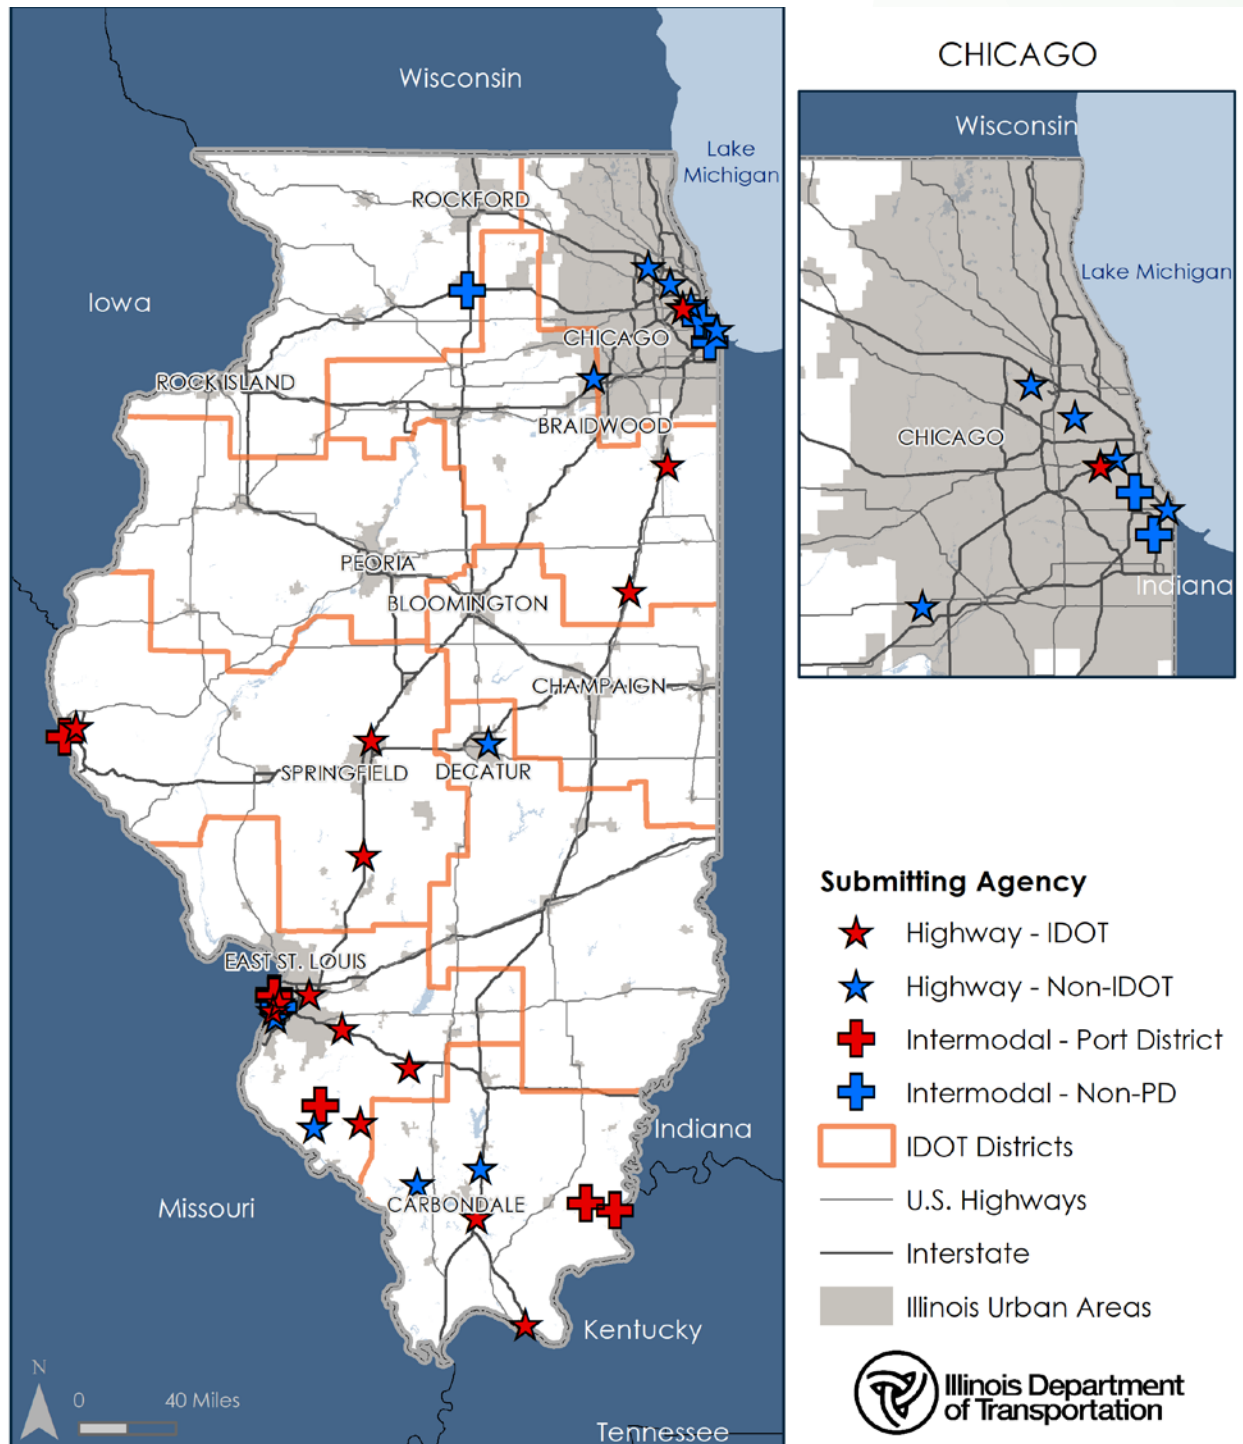 Wisconsin
Lake
Michigan
ROCKFORD
Iowa
CHICAGO
ROCK ISLAND
BRAIDWOOD
PEORIA
BLOOMINGTON
CHAMPAIGN
SPRINGFIELD
DECATUR
EAST ST. LOUIS
Indiana
Missouri
CARBONDALE
Kentucky
N
0
40 Miles
Tennessee
CHICAGO
Wisconsin
Lake Michigan
CHICAGO
Indiana
Submitting Agency
Highway - IDOT
Highway - Non-IDOT
Intermodal - Port District
Intermodal - Non-PD
IDOT Districts
U.S. Highways
Interstate
Illinois Urban Areas
Illinois Department
of Transportation